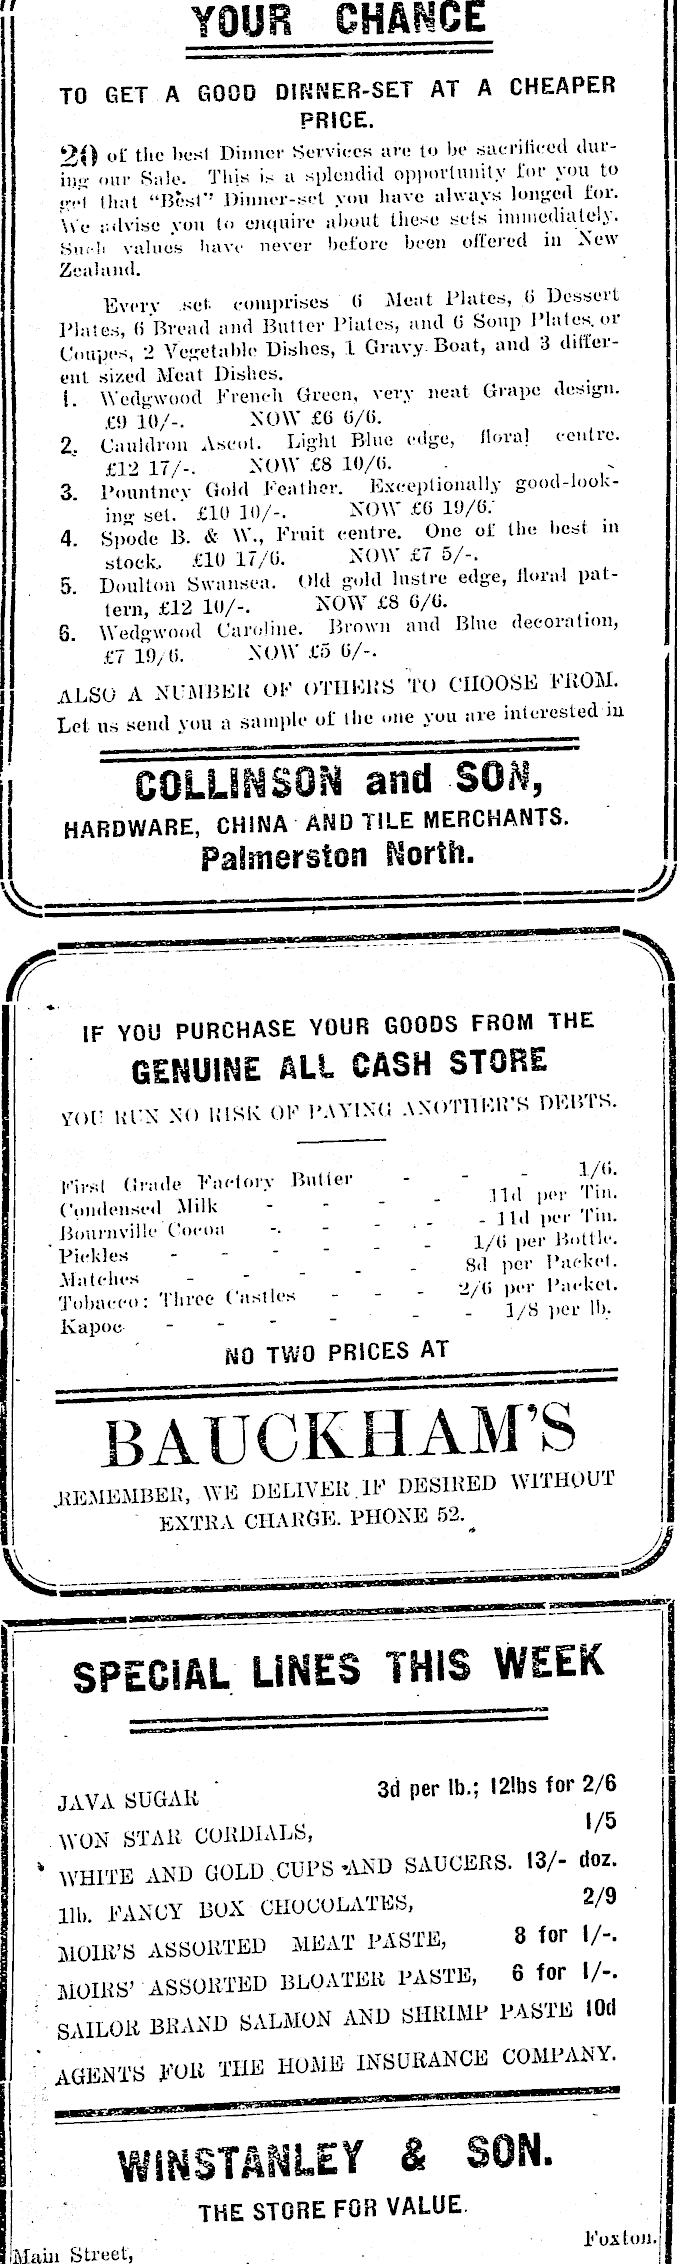 YOUR CHANCE
TO GET A GOOD DINNER-SET AT A CHEAPER
PRICE.
20 of the best Dinner Services are to be sacrificed dur-
ing our Sale. This is a splendid opportunity for you to
get that "Best" Dinner-set you have always longed for.
We advise you to enquire about these sets immediately.
Such values have never before been offered in New
Zealand.
Every set comprises 6 Meat Plates, 6 Dessert
Plates, 6 Bread and Butter Plates, and 6 Soup Plates or
Coupes, 2 Vegetable Dishes, 1 Gravy Boat, and 3 differ-
ent sized Meat Dishes.
1. Wedgwood French Green, very neat Grape design.
£9 10/-. NOW £6 6/6.
2. Cauldron Ascot. Light Blue edge, floral centre.
£12 17/-. NOW £8 10/6.
3. Pountney Gold Feather. Exceptionally good-look-
ing set. £10 10/-. NOW £6 19/6.
4. Spode B. & W., Fruit centre. One of the best in
stock. £10 17/6. NOW £7 5/-.
5. Doulton Swansea. Old gold lustre edge, floral pat-
tern, £12 10/-. NOW £8 6/6.
6. Wedgwood Caroline. Brown and Blue decoration,
£7 19/6. NOW £5 6/-.
ALSO A NUMBER OF OTHERS TO CHOOSE FROM.
Let us send you a sample of the one you are interested in
COLLINSON and SON,
HARDWARE, CHINA AND TILE MERCHANTS.
Palmerston North.
IF YOU PURCHASE YOUR GOODS FROM THE
GENUINE ALL CASH STORE
YOU RUN NO RISK OF PAYING ANOTHER'S DEBTS.
First Grade Factory Butter - - - 1/6.
Condensed Milk - - - - 11d per Tin.
Bournville Cocoa - - - - - 11d per Tin.
Pickles - - - - - - 1/6 per Bottle.
Matches - - - - - 8d per Packet.
Tobacco: Three Castles - - - 2/6 per Packet.
Kapoc - - - - - - 1/8 per lb.
NO TWO PRICES AT
BAUCKHAM'S
REMEMBER, WE DELIVER IF DESIRED WITHOUT
EXTRA CHARGE. PHONE 52.
SPECIAL LINES THIS WEEK
JAVA SUGAR 3d per lb.; 12lbs for 2/6
WON STAR CORDIALS, 1/5
WHITE AND GOLD CUPS AND SAUCERS. 13/- doz.
1lb. FANCY BOX CHOCOLATES, 2/9
MOIR'S ASSORTED MEAT PASTE, 8 for 1/-.
MOIRS' ASSORTED BLOATER PASTE, 6 for 1/-.
SAILOR BRAND SALMON AND SHRIMP PASTE 10d
AGENTS FOR THE HOME INSURANCE COMPANY.
WINSTANLEY & SON.
THE STORE FOR VALUE.
Main Street, Foxton.